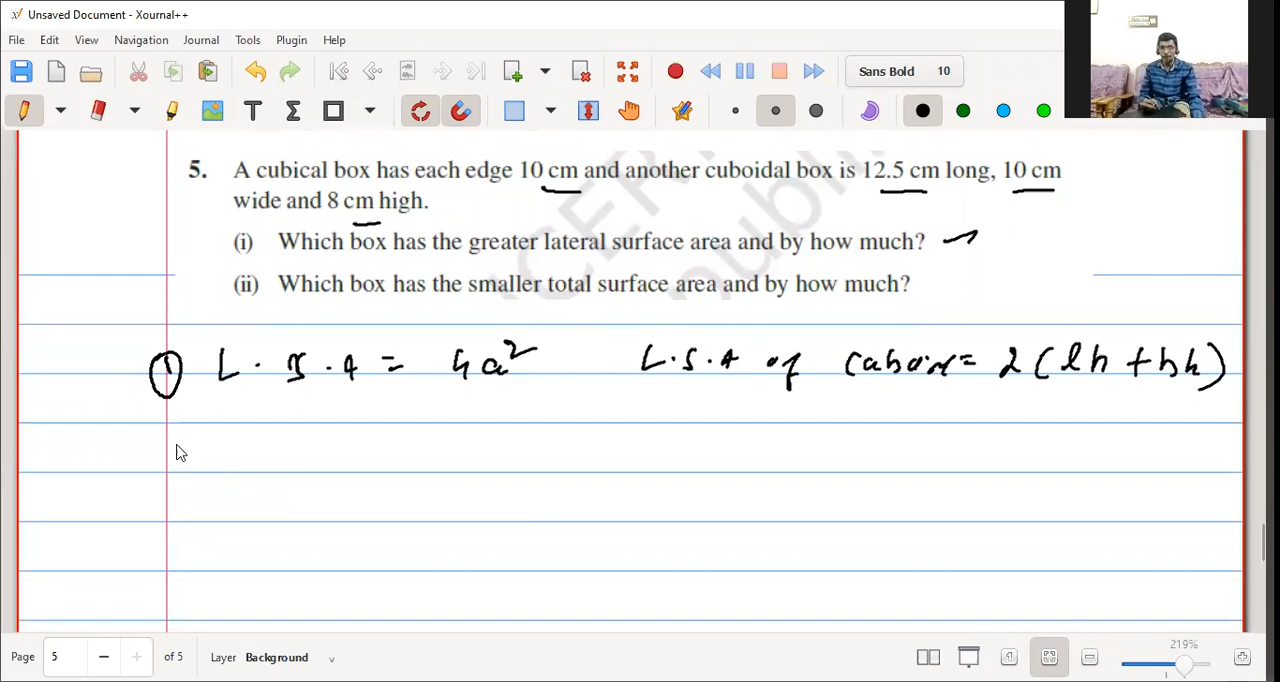 Unsaved Document - Xournal++
File Edit View Navigation Journal Tools Plugin Help
Sans Bold 10
5. A cubical box has each edge 10 cm and another cuboidal box is 12.5 cm long, 10 cm
wide and 8 cm high.
(i) Which box has the greater lateral surface area and by how much?
(ii) Which box has the smaller total surface area and by how much?
① L.S.A = 4a² L.S.A of = 2(lh + bh)
219%
Page 5 of 5 Layer Background